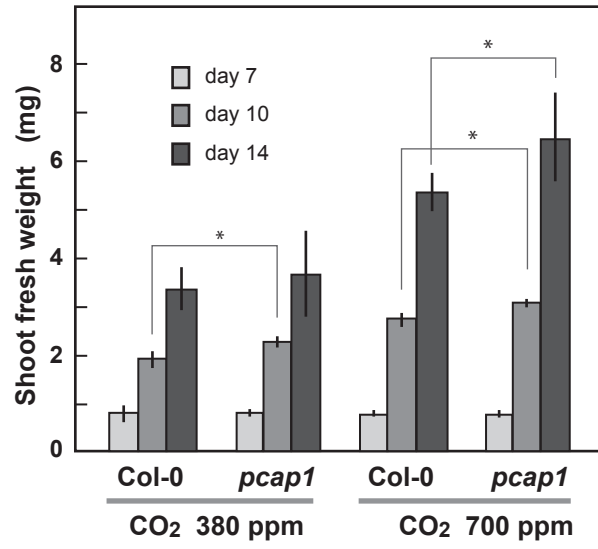 Shoot fresh weight (mg)
8
6
4
2
0
day 7
day 10
day 14
*
*
*
Col-0 pcap1 Col-0 pcap1
CO₂ 380 ppm CO₂ 700 ppm